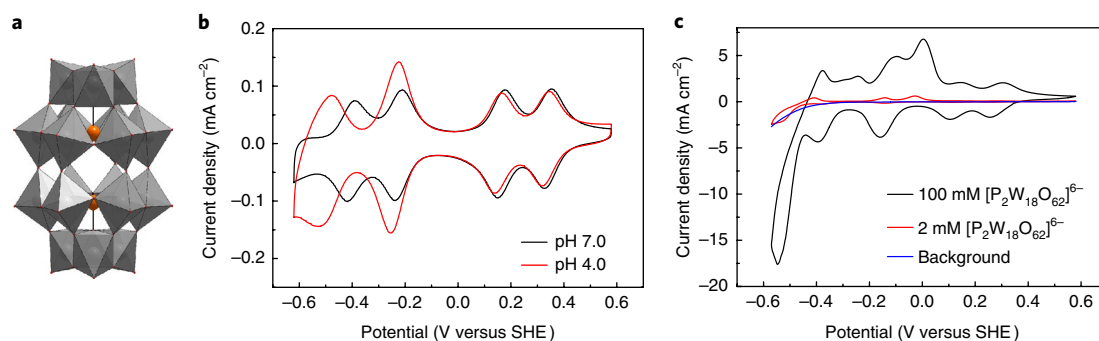 a
b
Current density (mA cm⁻²)
0.2
0.1
0.0
−0.1
−0.2
−0.6 −0.4 −0.2 0.0 0.2 0.4 0.6
Potential (V versus SHE)
pH 7.0
pH 4.0
c
Current density (mA cm⁻²)
10
5
0
−5
−10
−15
−20
−0.6 −0.4 −0.2 0.0 0.2 0.4 0.6
Potential (V versus SHE)
100 mM [P₂W₁₈O₆₂]⁶⁻
2 mM [P₂W₁₈O₆₂]⁶⁻
Background